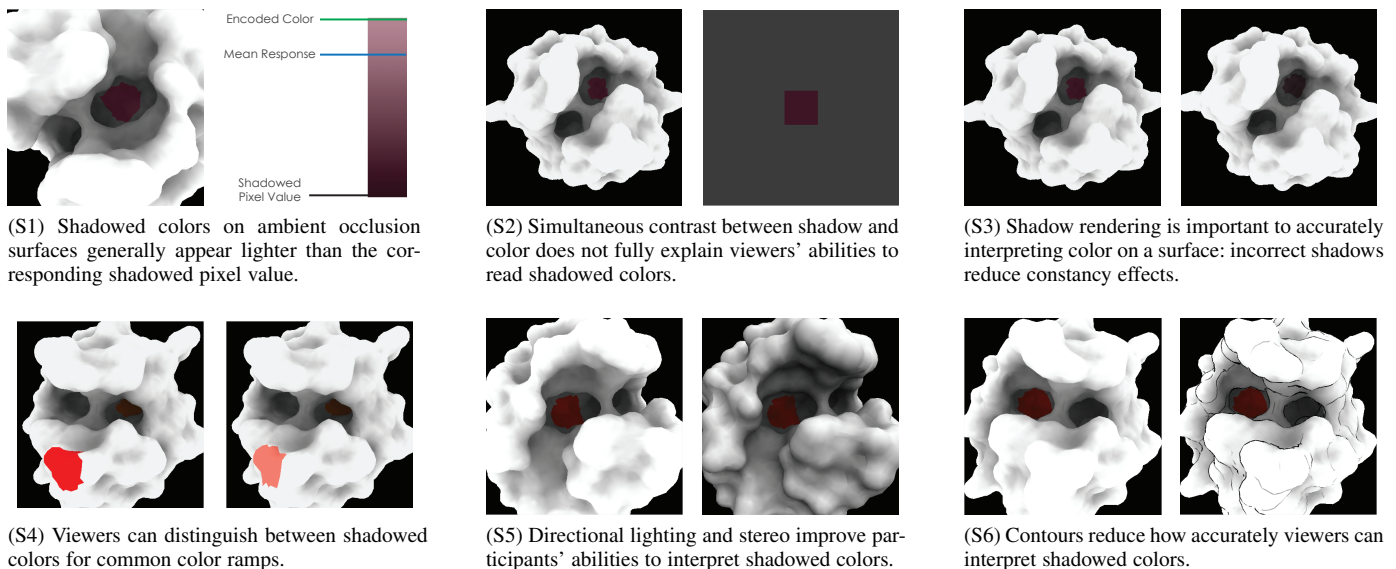 Encoded Color
Mean Response
Shadowed
Pixel Value
(S1) Shadowed colors on ambient occlusion
surfaces generally appear lighter than the cor-
responding shadowed pixel value.
(S2) Simultaneous contrast between shadow and
color does not fully explain viewers' abilities to
read shadowed colors.
(S3) Shadow rendering is important to accurately
interpreting color on a surface: incorrect shadows
reduce constancy effects.
(S4) Viewers can distinguish between shadowed
colors for common color ramps.
(S5) Directional lighting and stereo improve par-
ticipants' abilities to interpret shadowed colors.
(S6) Contours reduce how accurately viewers can
interpret shadowed colors.